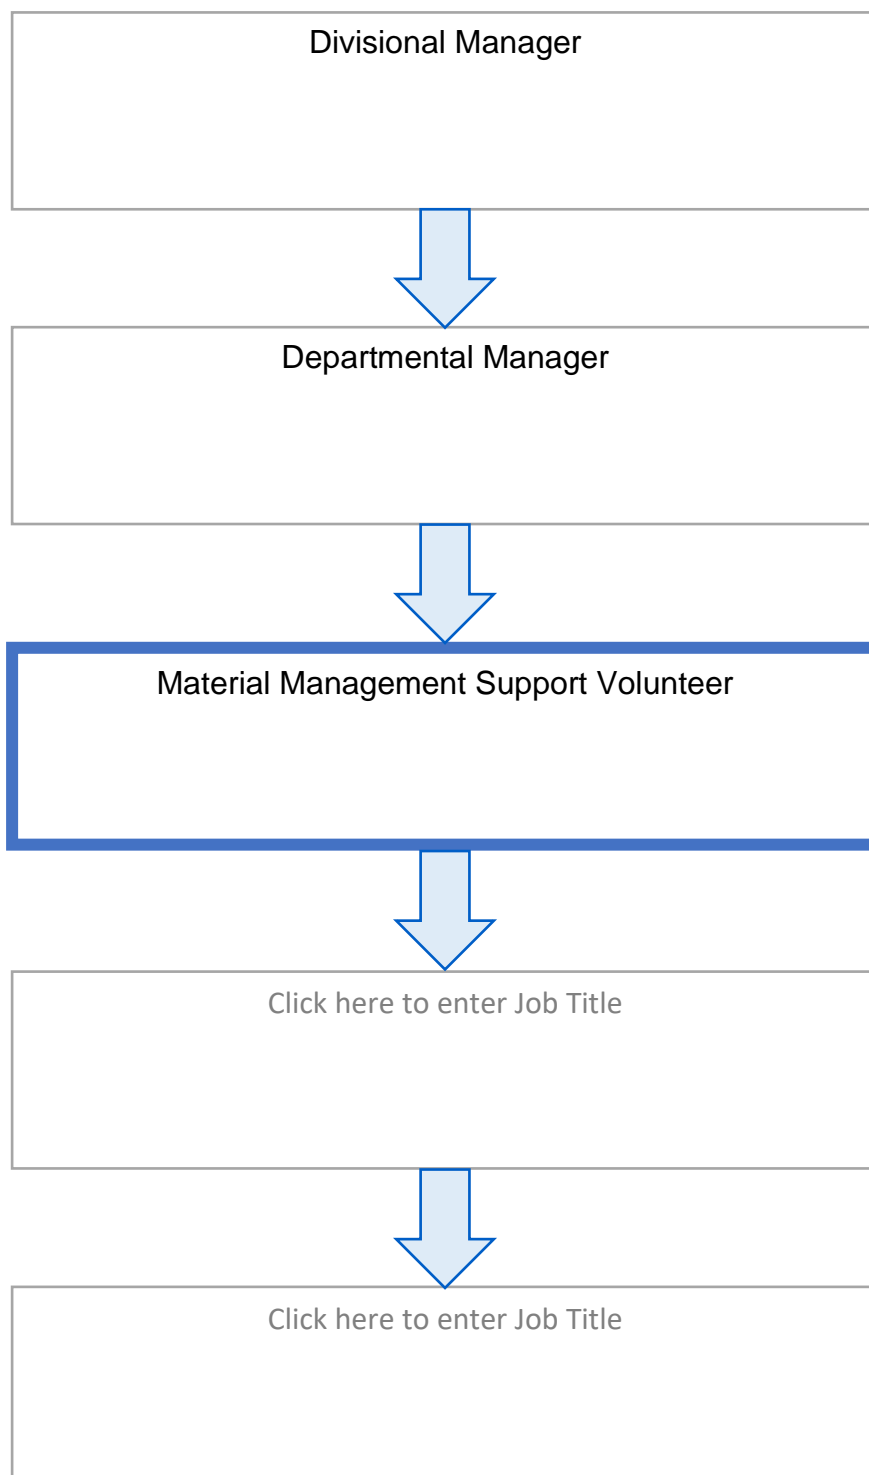 Divisional Manager
Departmental Manager
Material Management Support Volunteer
Click here to enter Job Title
Click here to enter Job Title